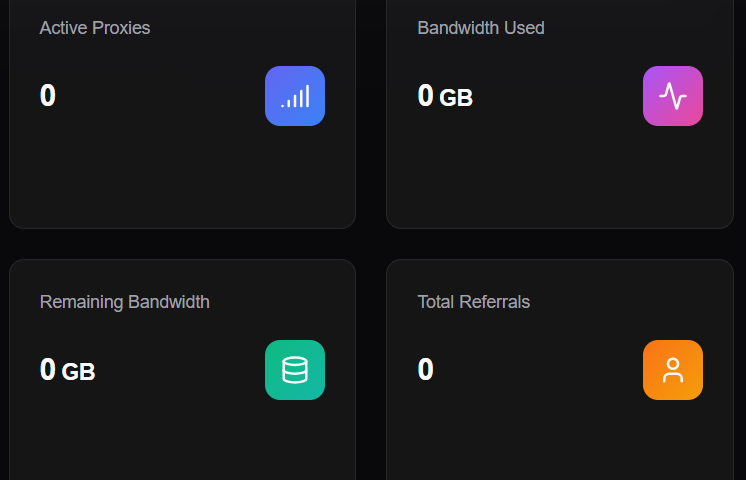 Active Proxies
0
Bandwidth Used
0 GB
Remaining Bandwidth
0 GB
Total Referrals
0